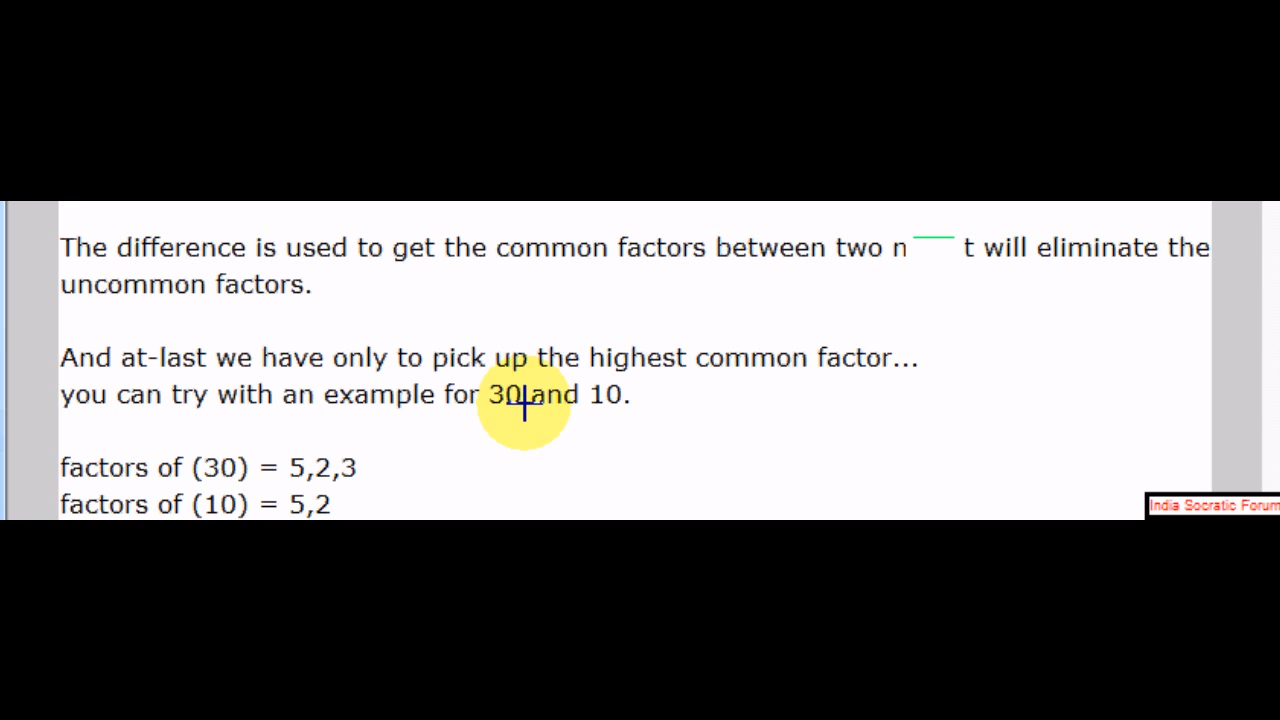 The difference is used to get the common factors between two n t will eliminate the
uncommon factors.
And at-last we have only to pick up the highest common factor...
you can try with an example for 30 and 10.
factors of (30) = 5,2,3
factors of (10) = 5,2
India Socratic Forum